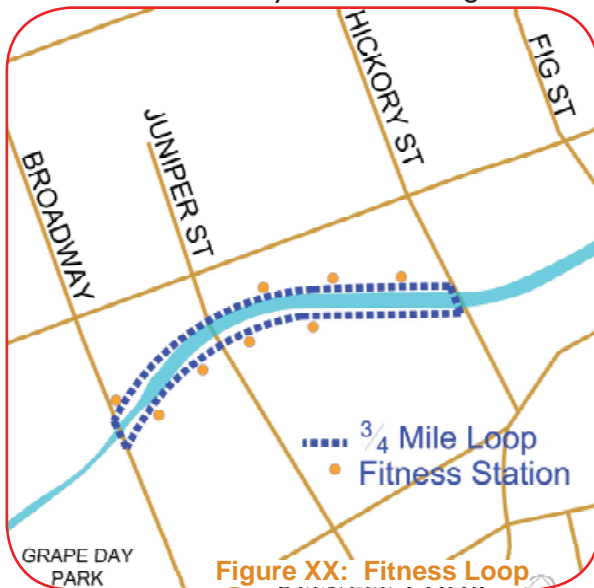 HICKORY ST
FIG ST
JUNIPER ST
BROADWAY
3/4 Mile Loop
Fitness Station
GRAPE DAY
PARK
Figure XX: Fitness Loop